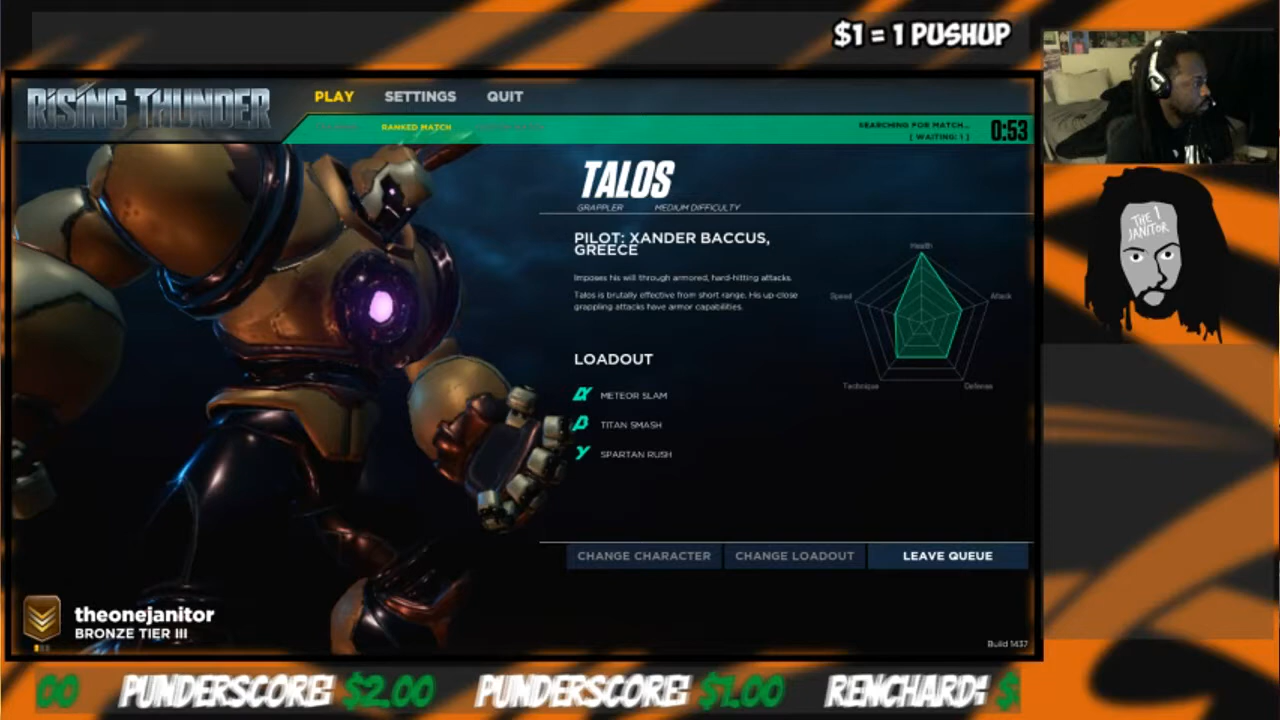 $1 = 1 PUSHUP
RISING THUNDER
PLAY SETTINGS QUIT
RANKED MATCH
SEARCHING FOR MATCH...
[ WAITING: 1 ]
0:53
TALOS
GRAPPLER MEDIUM DIFFICULTY
PILOT: XANDER BACCUS,
GREECE
Imposes his will through armored, hard-hitting attacks.
Talos is brutally effective from short range. His up-close
grappling attacks have armor capabilities.
Health
Speed
Attack
Technique
Defense
LOADOUT
METEOR SLAM
TITAN SMASH
SPARTAN RUSH
CHANGE CHARACTER CHANGE LOADOUT LEAVE QUEUE
theonejanitor
BRONZE TIER III
Build 1437
THE 1
JANITOR
00 PUNDERSCORE: $2.00 PUNDERSCORE: $1.00 RENCHARD: $